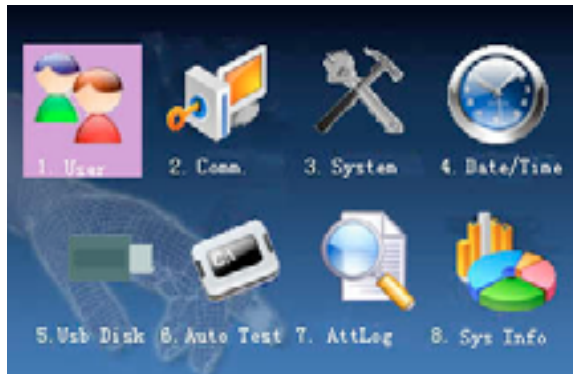 1. User 2. Comm. 3. System 4. Date/Time
5. Usb Disk 6. Auto Test 7. AttLog 8. Sys Info